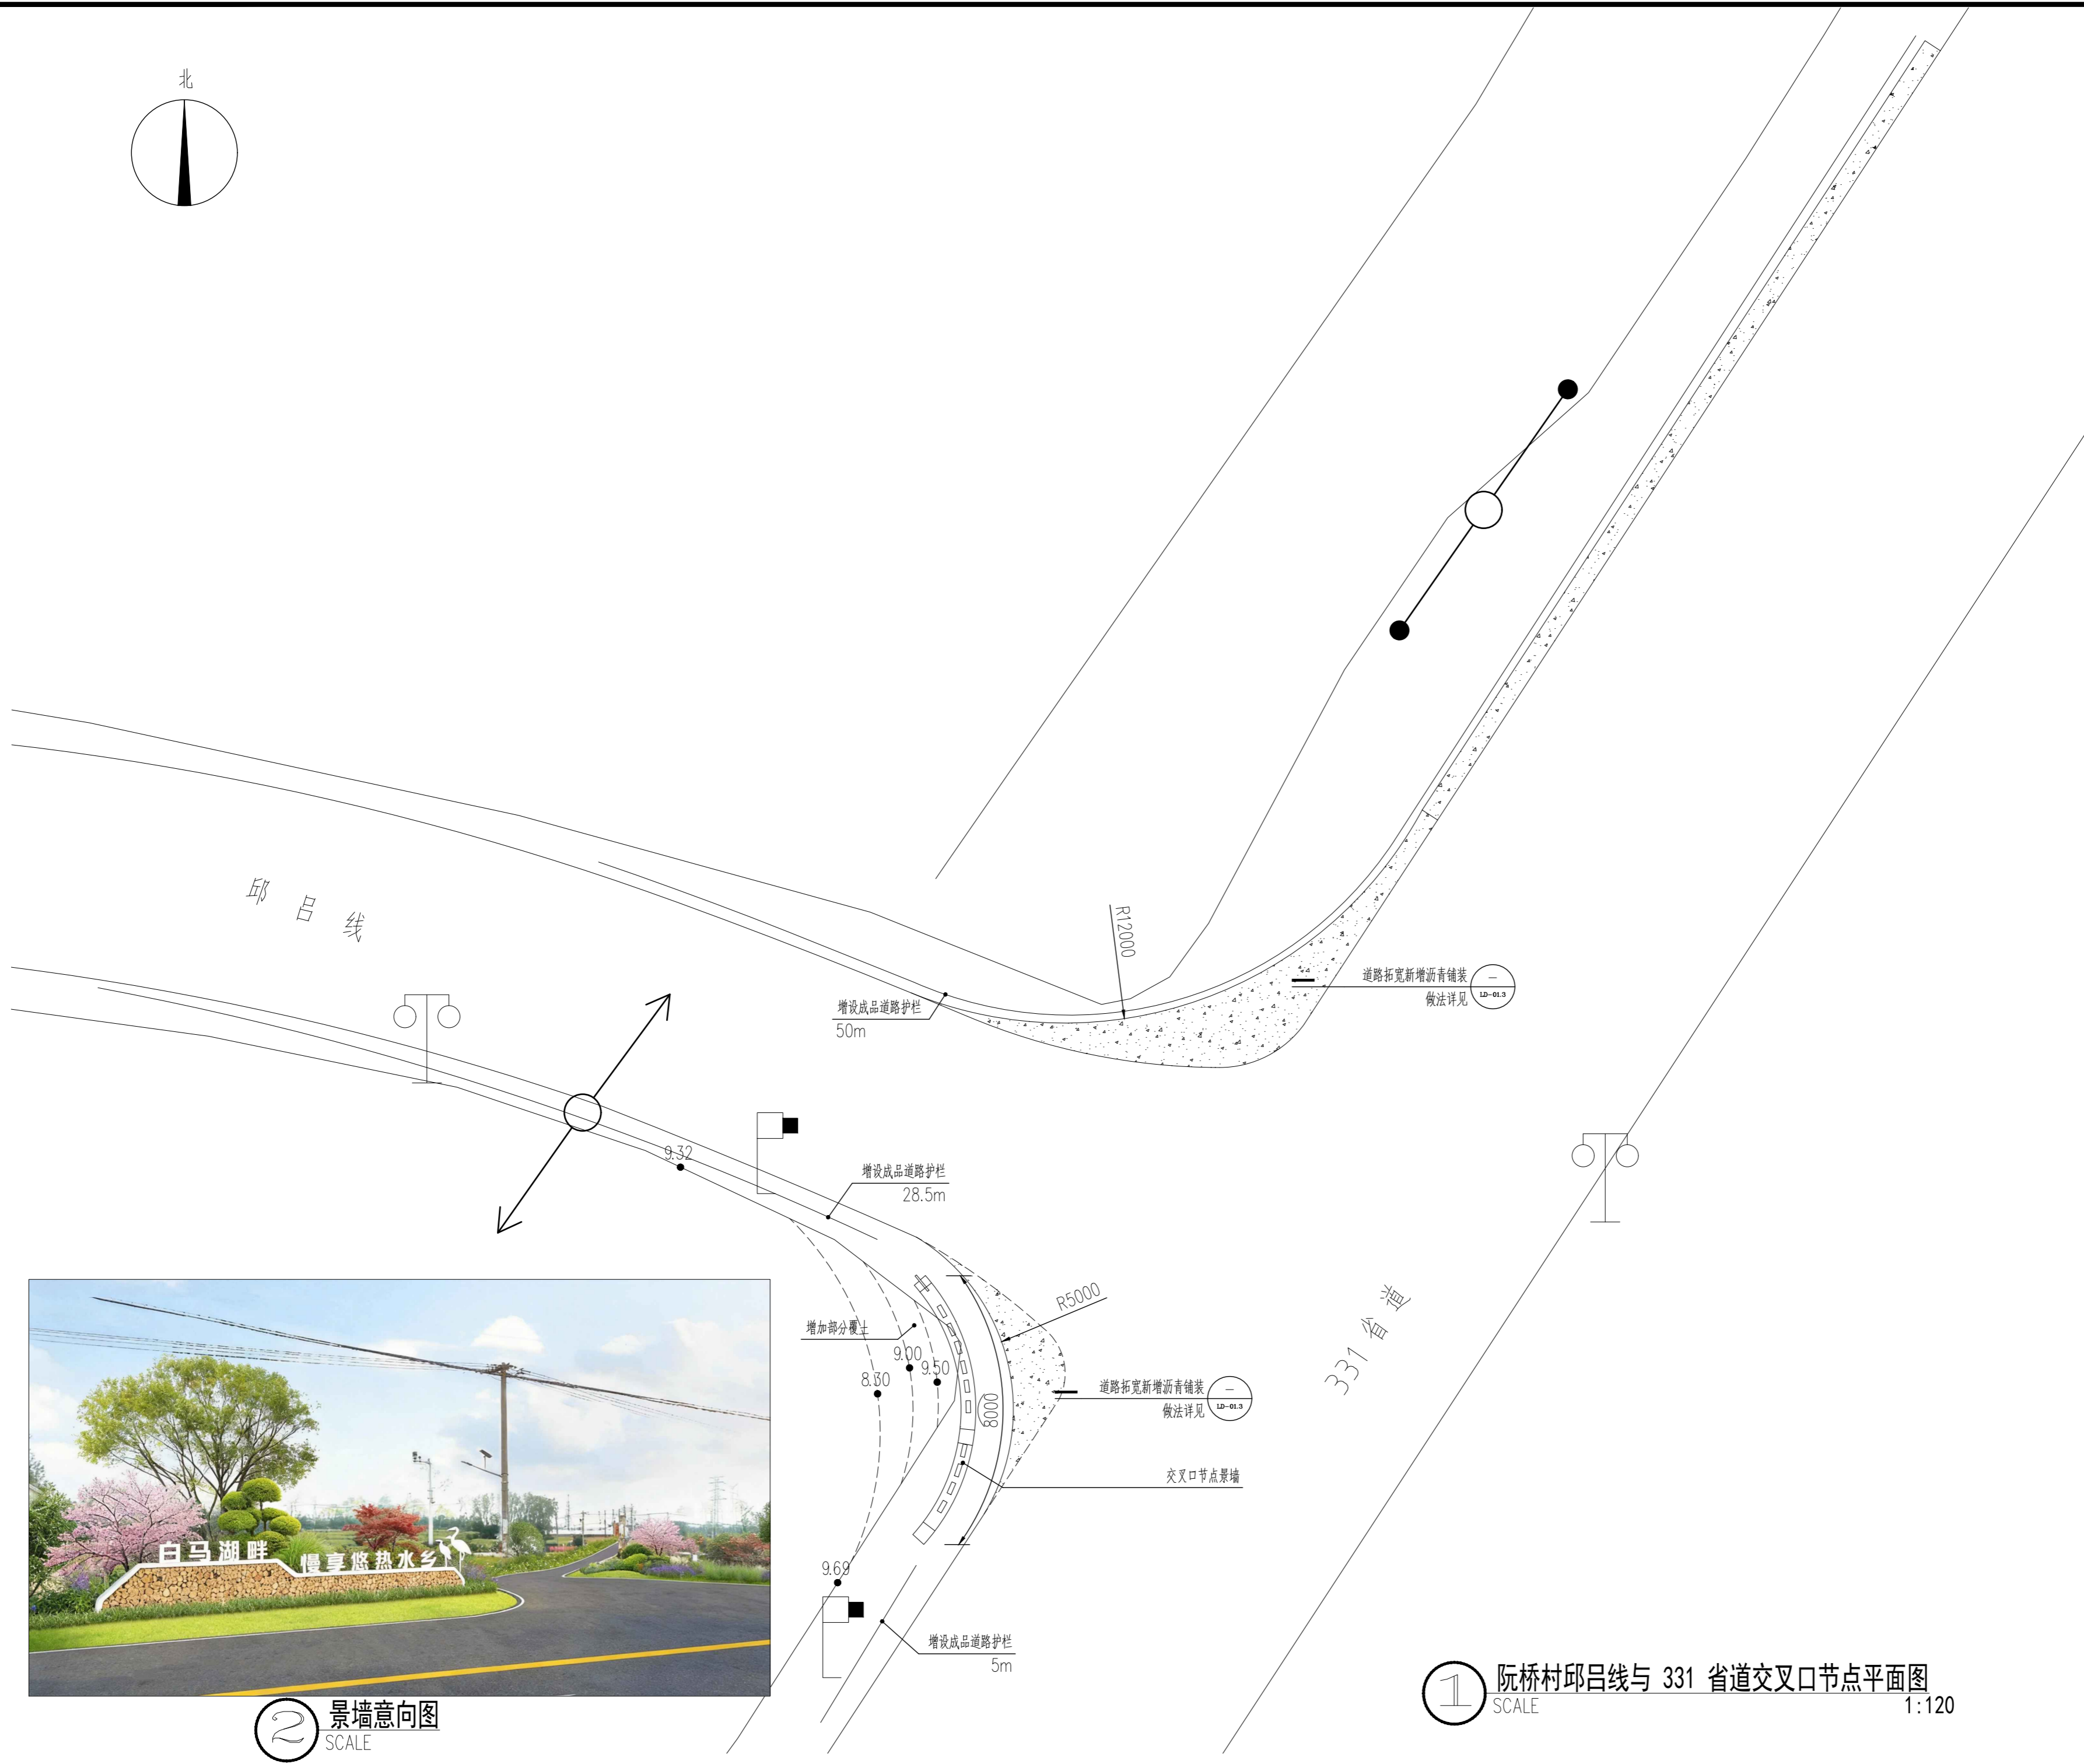 北
邱 吕 线
R12000
道路拓宽新增沥青铺装
做法详见
—
LD-01.3
增设成品道路护栏
50m
9.32
增设成品道路护栏
28.5m
R5000
增加部分覆土
9.00
9.50
8.30
8000
道路拓宽新增沥青铺装
做法详见
—
LD-01.3
交叉口节点景墙
331 省 道
白马湖畔
慢享悠热水乡
9.69
增设成品道路护栏
5m
1
阮桥村邱吕线与 331 省道交叉口节点平面图
SCALE
1:120
2
景墙意向图
SCALE